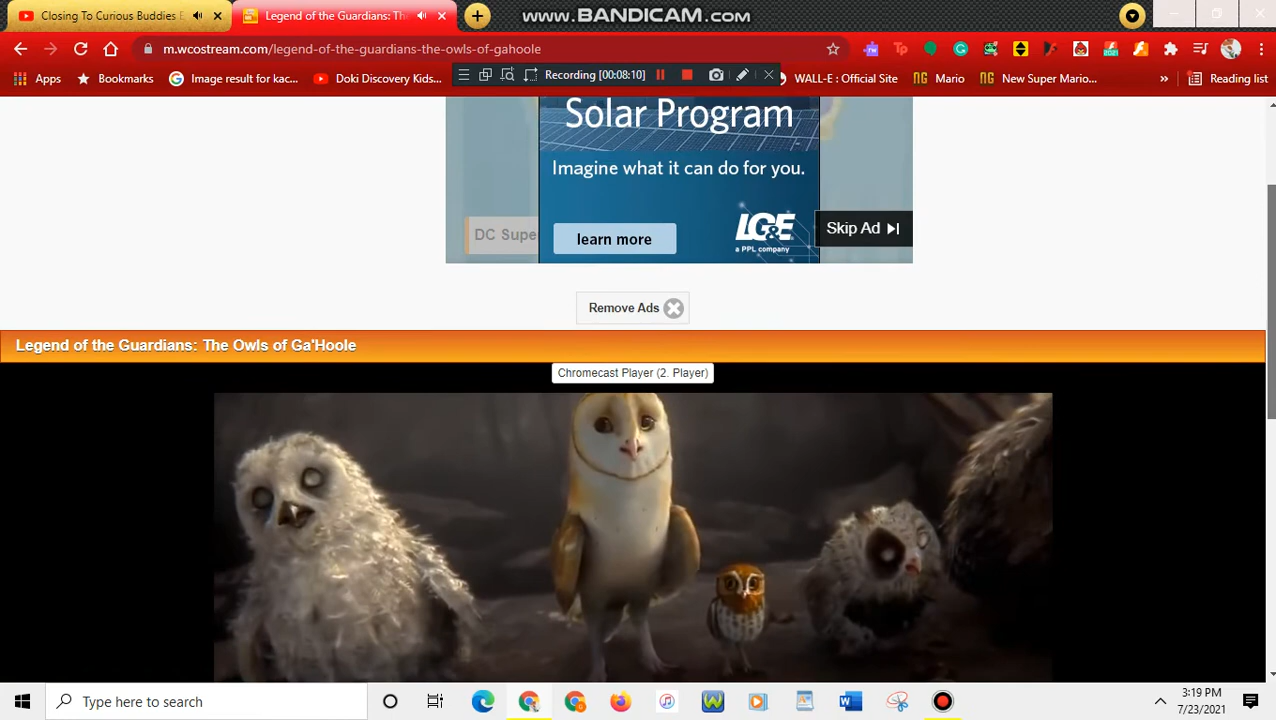 Closing To Curious Buddies E
Legend of the Guardians: Th
www.BANDICAM.com
m.wcostream.com/legend-of-the-guardians-the-owls-of-gahoole
Apps
Bookmarks
Image result for kac...
Doki Discovery Kids...
Recording [00:08:10]
WALL-E : Official Site
Mario
New Super Mario...
»
Reading list
Solar Program
Imagine what it can do for you.
DC Supe
learn more
LG&E
a PPL company
Skip Ad
Remove Ads
Legend of the Guardians: The Owls of Ga'Hoole
Chromecast Player (2. Player)
Type here to search
3:19 PM
7/23/2021